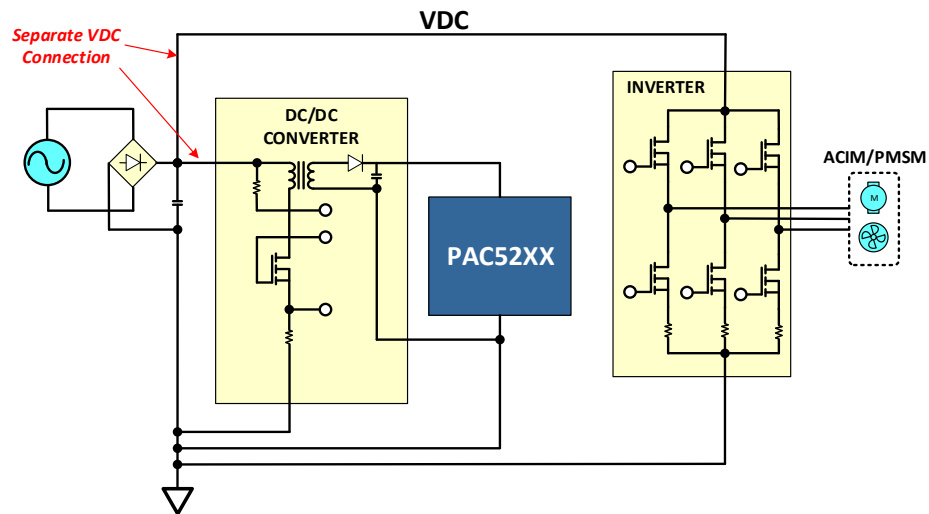 VDC
Separate VDC
Connection
DC/DC
CONVERTER
INVERTER
ACIM/PMSM
M
PAC52XX